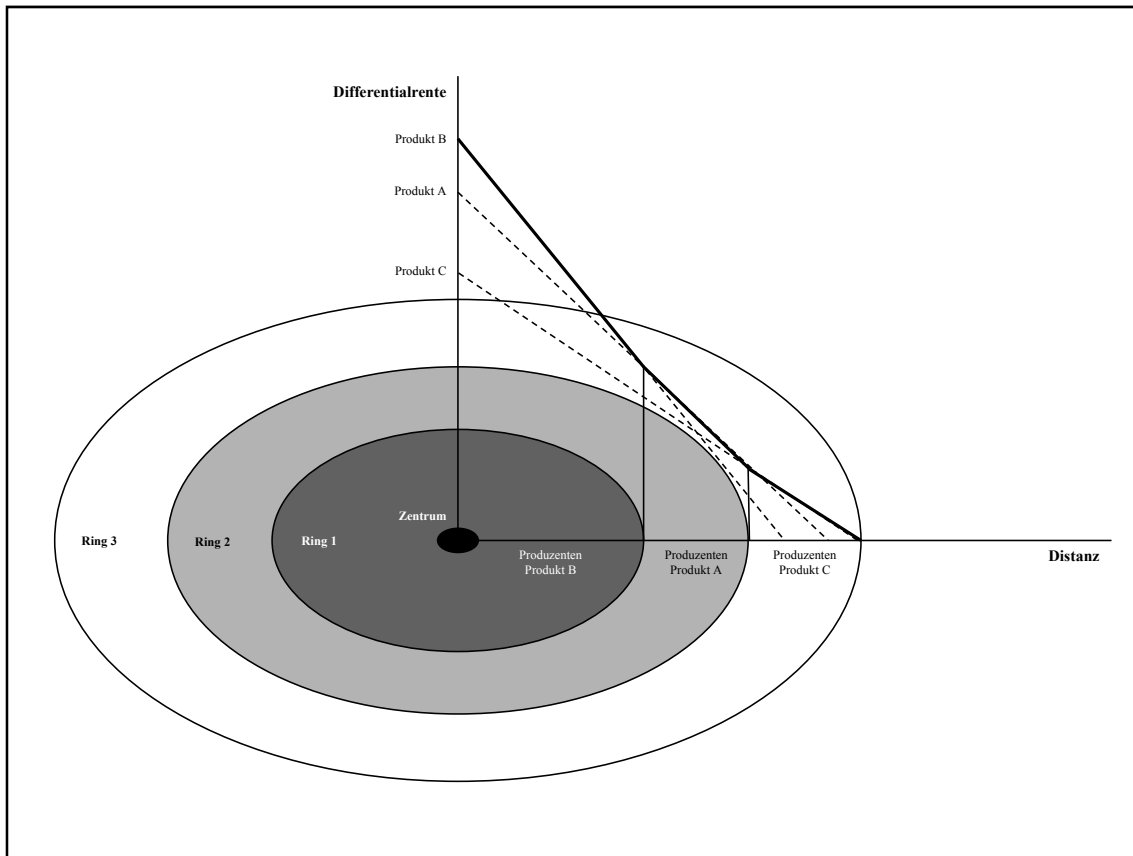 Differentialrente
Produkt B
Produkt A
Produkt C
Zentrum
Ring 3
Ring 2
Ring 1
Produzenten
Produkt B
Produzenten
Produkt A
Produzenten
Produkt C
Distanz